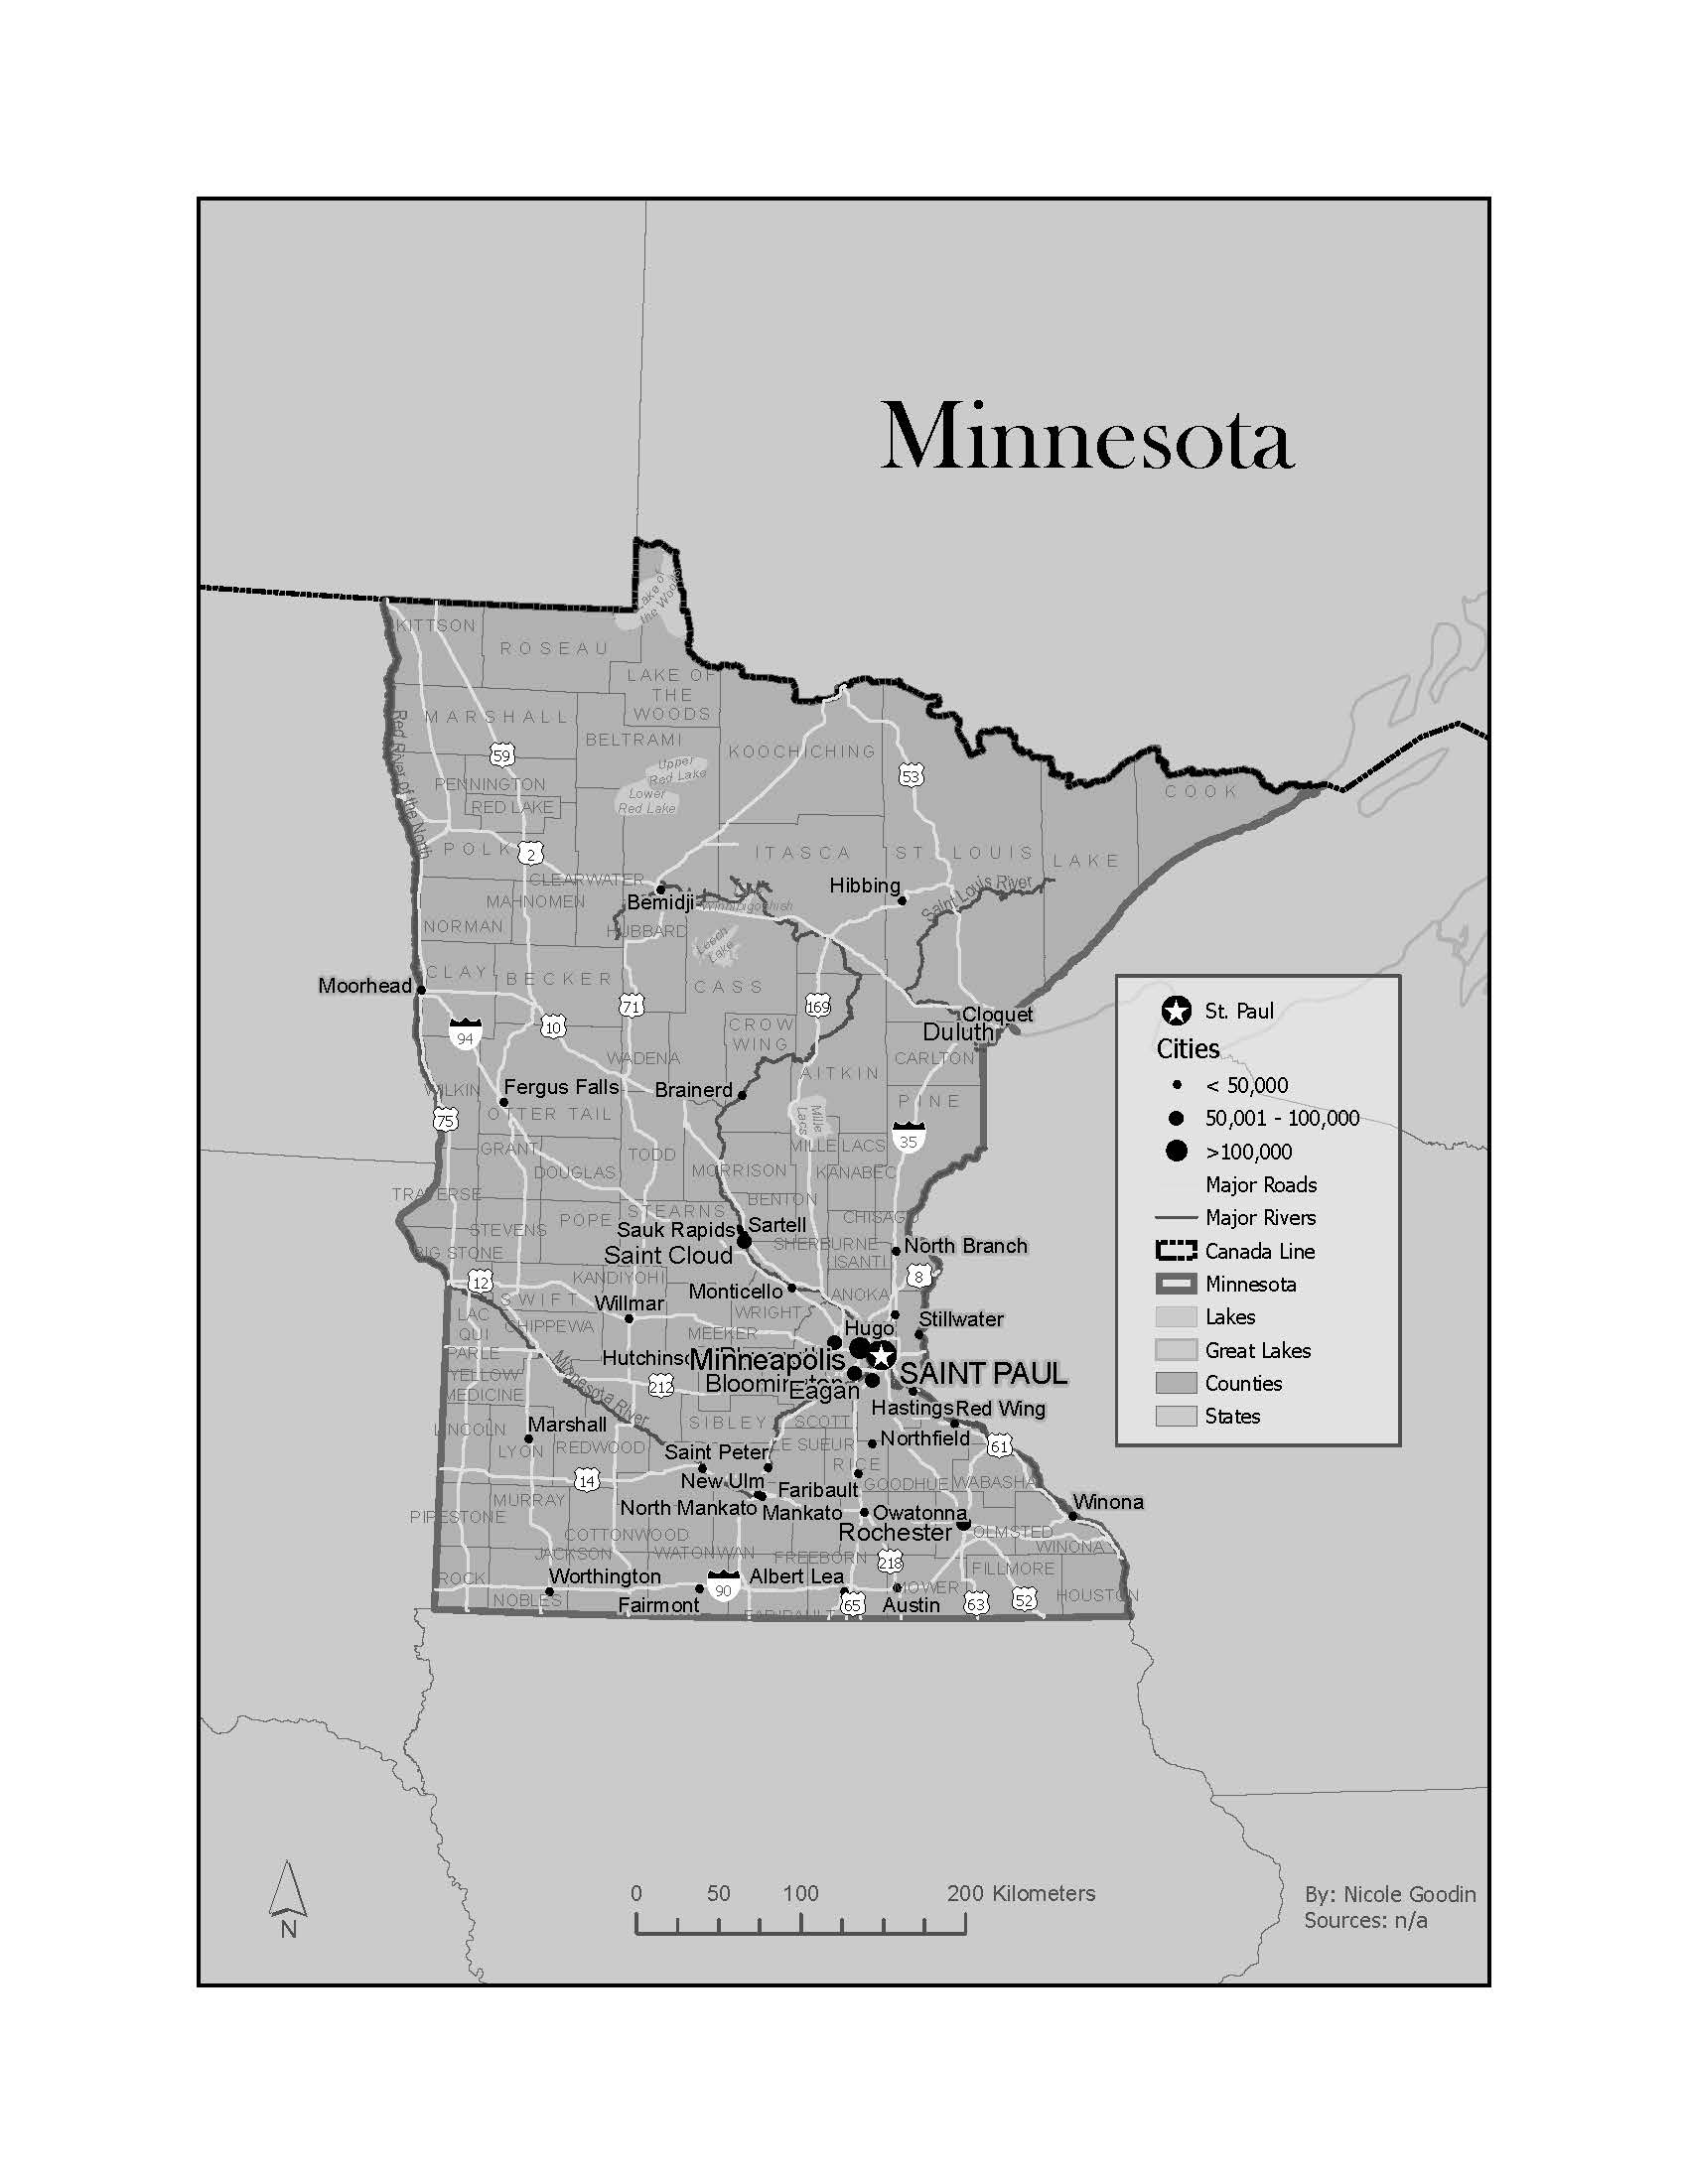 Minnesota
Lake of
the Woods
KITTSON
ROSEAU
LAKE OF
THE
WOODS
MARSHALL
Red River of the North
BELTRAMI
KOOCHICHING
59
53
Upper
Red Lake
Lower
Red Lake
PENNINGTON
RED LAKE
COOK
POLK
2
ITASCA
ST. LOUIS
LAKE
CLEARWATER
Hibbing
Saint Louis River
MAHNOMEN
Bemidji
Winnibigoshish
NORMAN
HUBBARD
Leech
Lake
CLAY
BECKER
CASS
Moorhead
71
169
Cloquet
Duluth
94
10
CROW
WING
WADENA
CARLTON
AITKIN
WILKIN
Fergus Falls
Brainerd
PINE
75
OTTER TAIL
Mille
Lacs
35
GRANT
DOUGLAS
TODD
MORRISON
MILLE LACS
KANABEC
TRAVERSE
BENTON
STEVENS
POPE
STEARNS
CHISAGO
Sauk Rapids
Sartell
BIG STONE
Saint Cloud
SHERBURNE
ISANTI
North Branch
12
KANDIYOHI
8
SWIFT
Monticello
ANOKA
Willmar
WRIGHT
LAC
QUI
PARLE
CHIPPEWA
MEEKER
Hugo
Stillwater
Minneapolis
SAINT PAUL
YELLOW
MEDICINE
Minnesota River
212
Eagan
Hastings
Red Wing
LINCOLN
Marshall
SIBLEY
SCOTT
LYON
REDWOOD
Saint Peter
LE SUEUR
Northfield
61
14
New Ulm
RICE
Faribault
GOODHUE
WABASHA
MURRAY
PIPESTONE
North Mankato
Mankato
Owatonna
Winona
COTTONWOOD
Rochester
OLMSTED
JACKSON
WATONWAN
FREEBORN
218
WINONA
ROCK
Worthington
90
Albert Lea
MOWER
FILLMORE
NOBLES
Fairmont
FARIBAULT
65
Austin
63
52
HOUSTON
St. Paul
Cities
< 50,000
50,001 - 100,000
>100,000
Major Roads
Major Rivers
Canada Line
Minnesota
Lakes
Great Lakes
Counties
States
N
0 50 100 200 Kilometers
By: Nicole Goodin
Sources: n/a